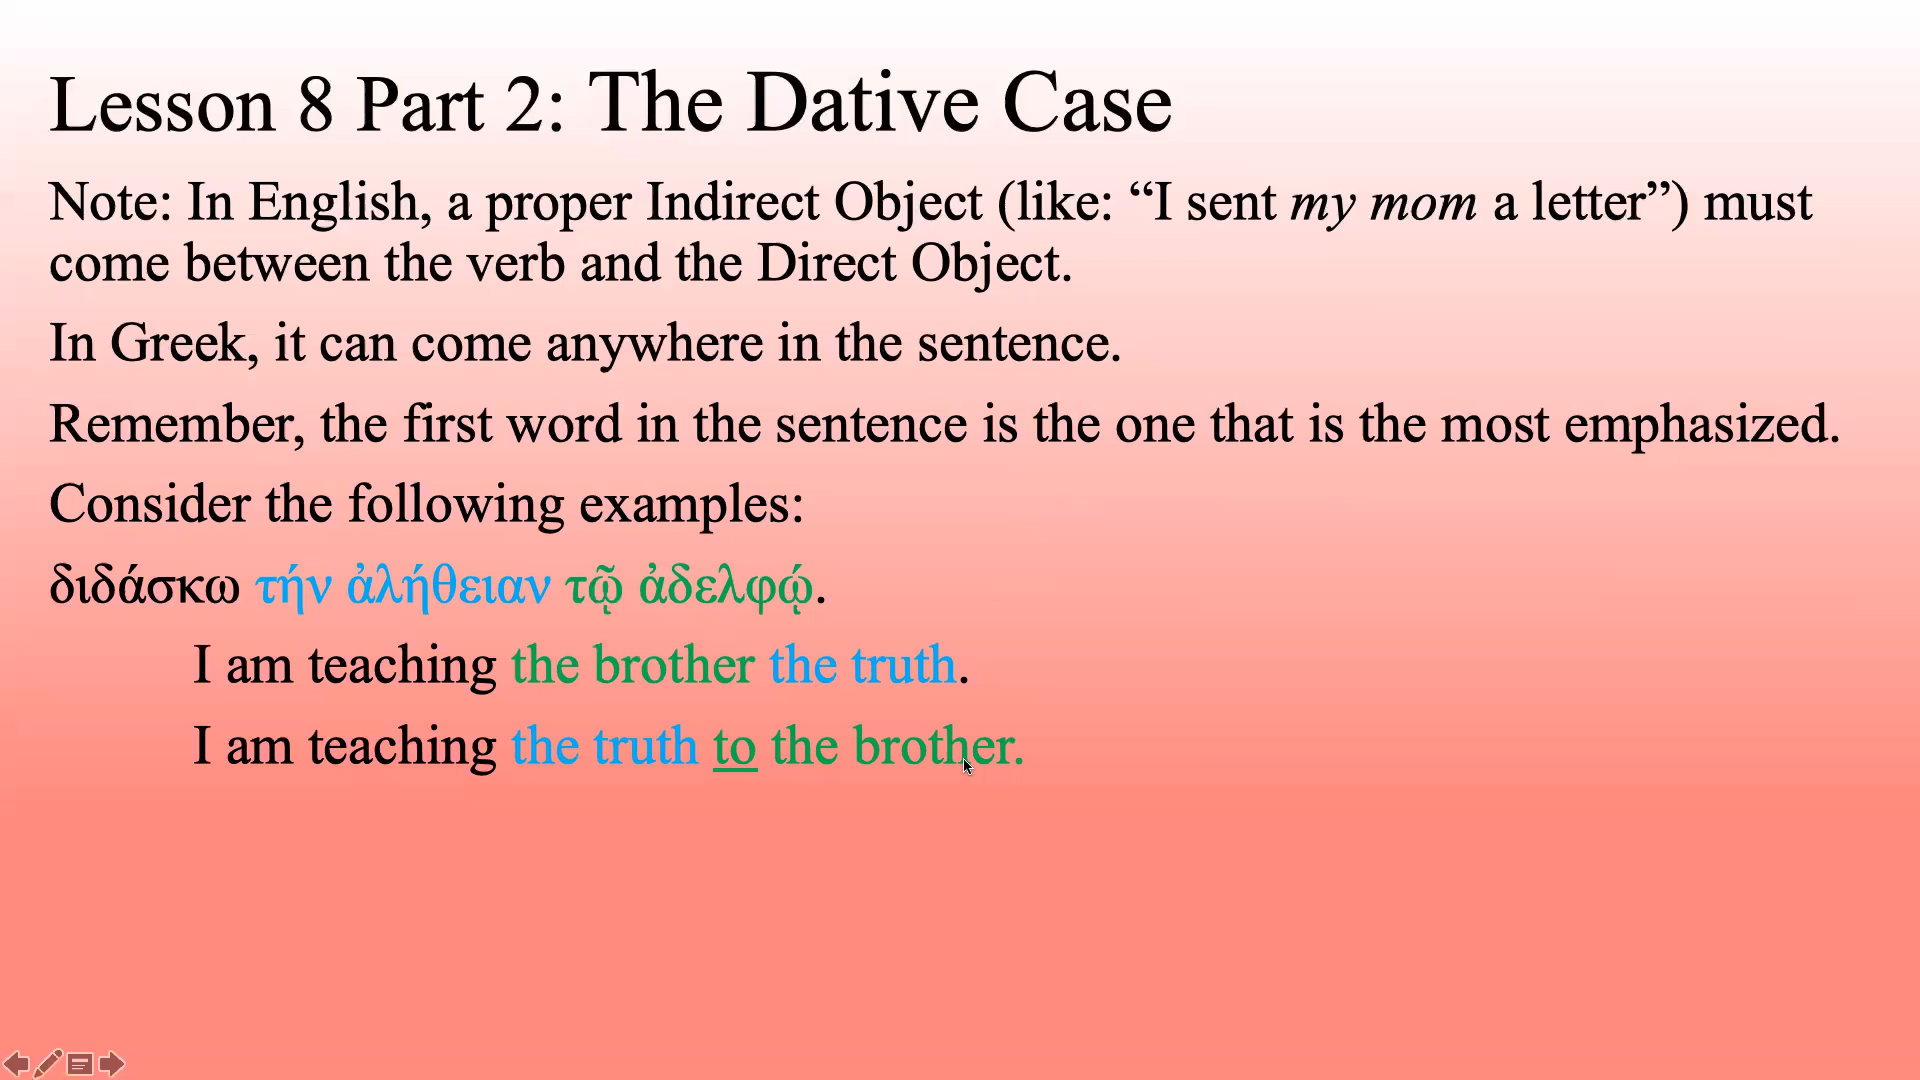 Lesson 8 Part 2: The Dative Case
Note: In English, a proper Indirect Object (like: “I sent my mom a letter”) must
come between the verb and the Direct Object.
In Greek, it can come anywhere in the sentence.
Remember, the first word in the sentence is the one that is the most emphasized.
Consider the following examples:
διδάσκω τήν ἀλήθειαν τῷ ἀδελφῴ.
I am teaching the brother the truth.
I am teaching the truth to the brother.